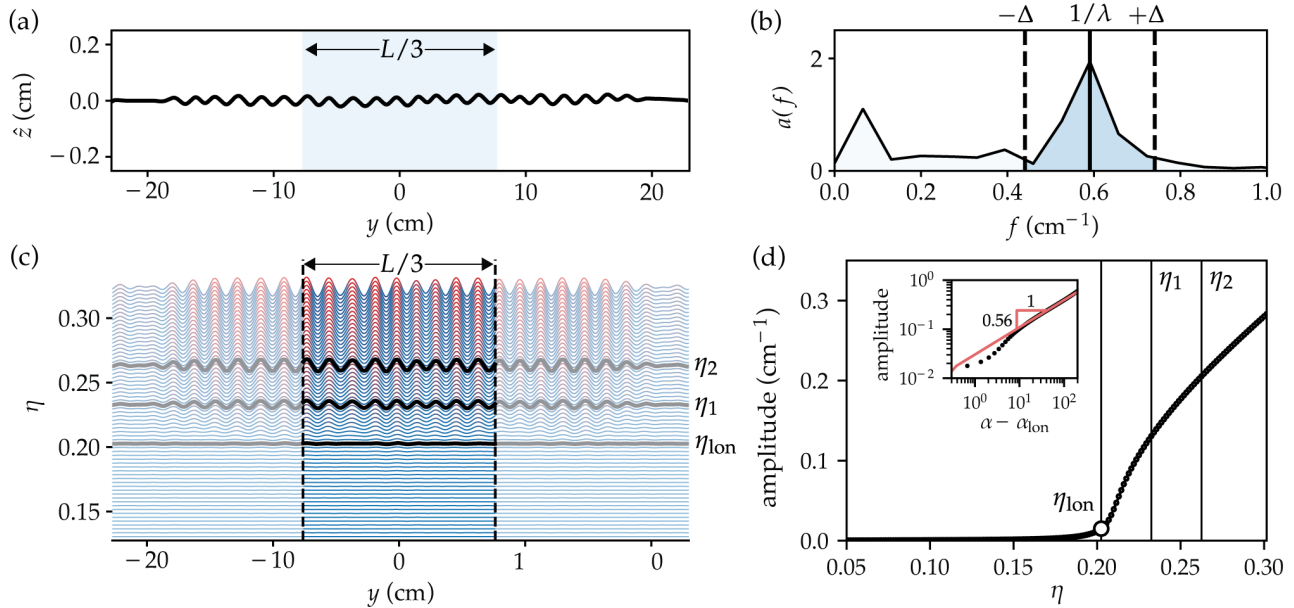 (a)
0.2
0.0
−0.2
ẑ (cm)
L/3
−20
−10
0
10
20
y (cm)
(b)
−Δ
1/λ
+Δ
2
0
a(f)
0.0
0.2
0.4
0.6
0.8
1.0
f (cm⁻¹)
(c)
L/3
0.30
0.25
0.20
0.15
η
η₂
η₁
ηlon
−20
−10
0
1
0
y (cm)
(d)
0.3
0.2
0.1
0.0
amplitude (cm⁻¹)
η₁
η₂
10⁰
10⁻¹
10⁻²
amplitude
1
0.56
10⁰
10¹
10²
α − αlon
ηlon
0.05
0.10
0.15
0.20
0.25
0.30
η